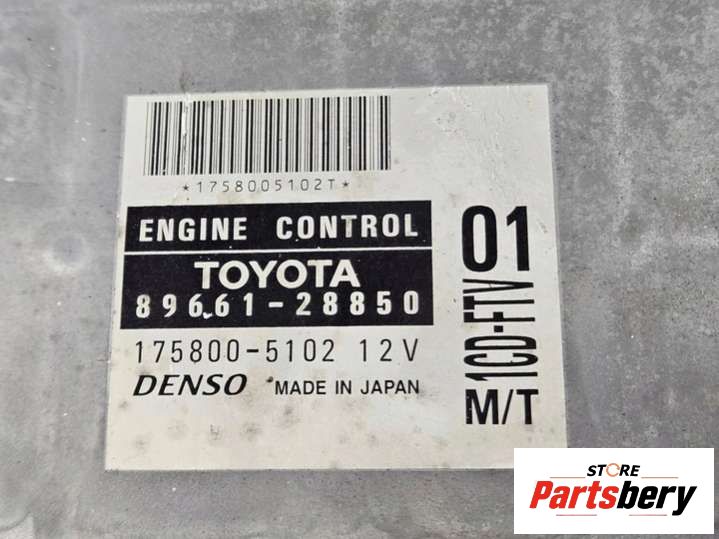 *1758005102T*
ENGINE CONTROL
TOYOTA
89661-28850
175800-5102 12V
DENSO MADE IN JAPAN
01
1CD-FTV
M/T
STORE
Partsbery